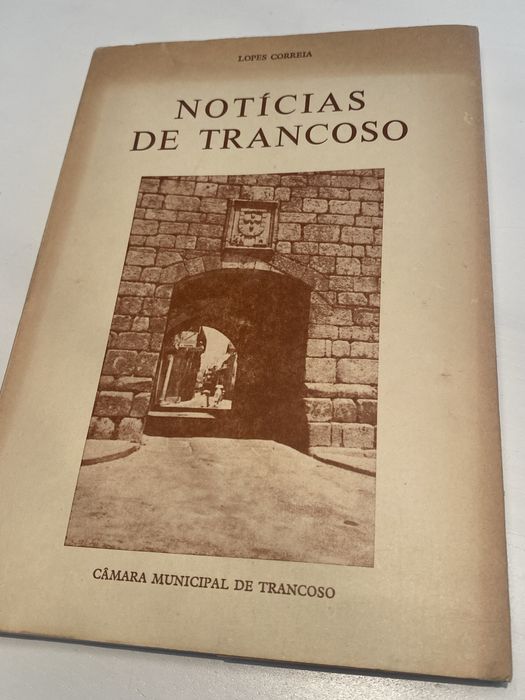 LOPES CORREIA
NOTÍCIAS
DE TRANCOSO
CÂMARA MUNICIPAL DE TRANCOSO